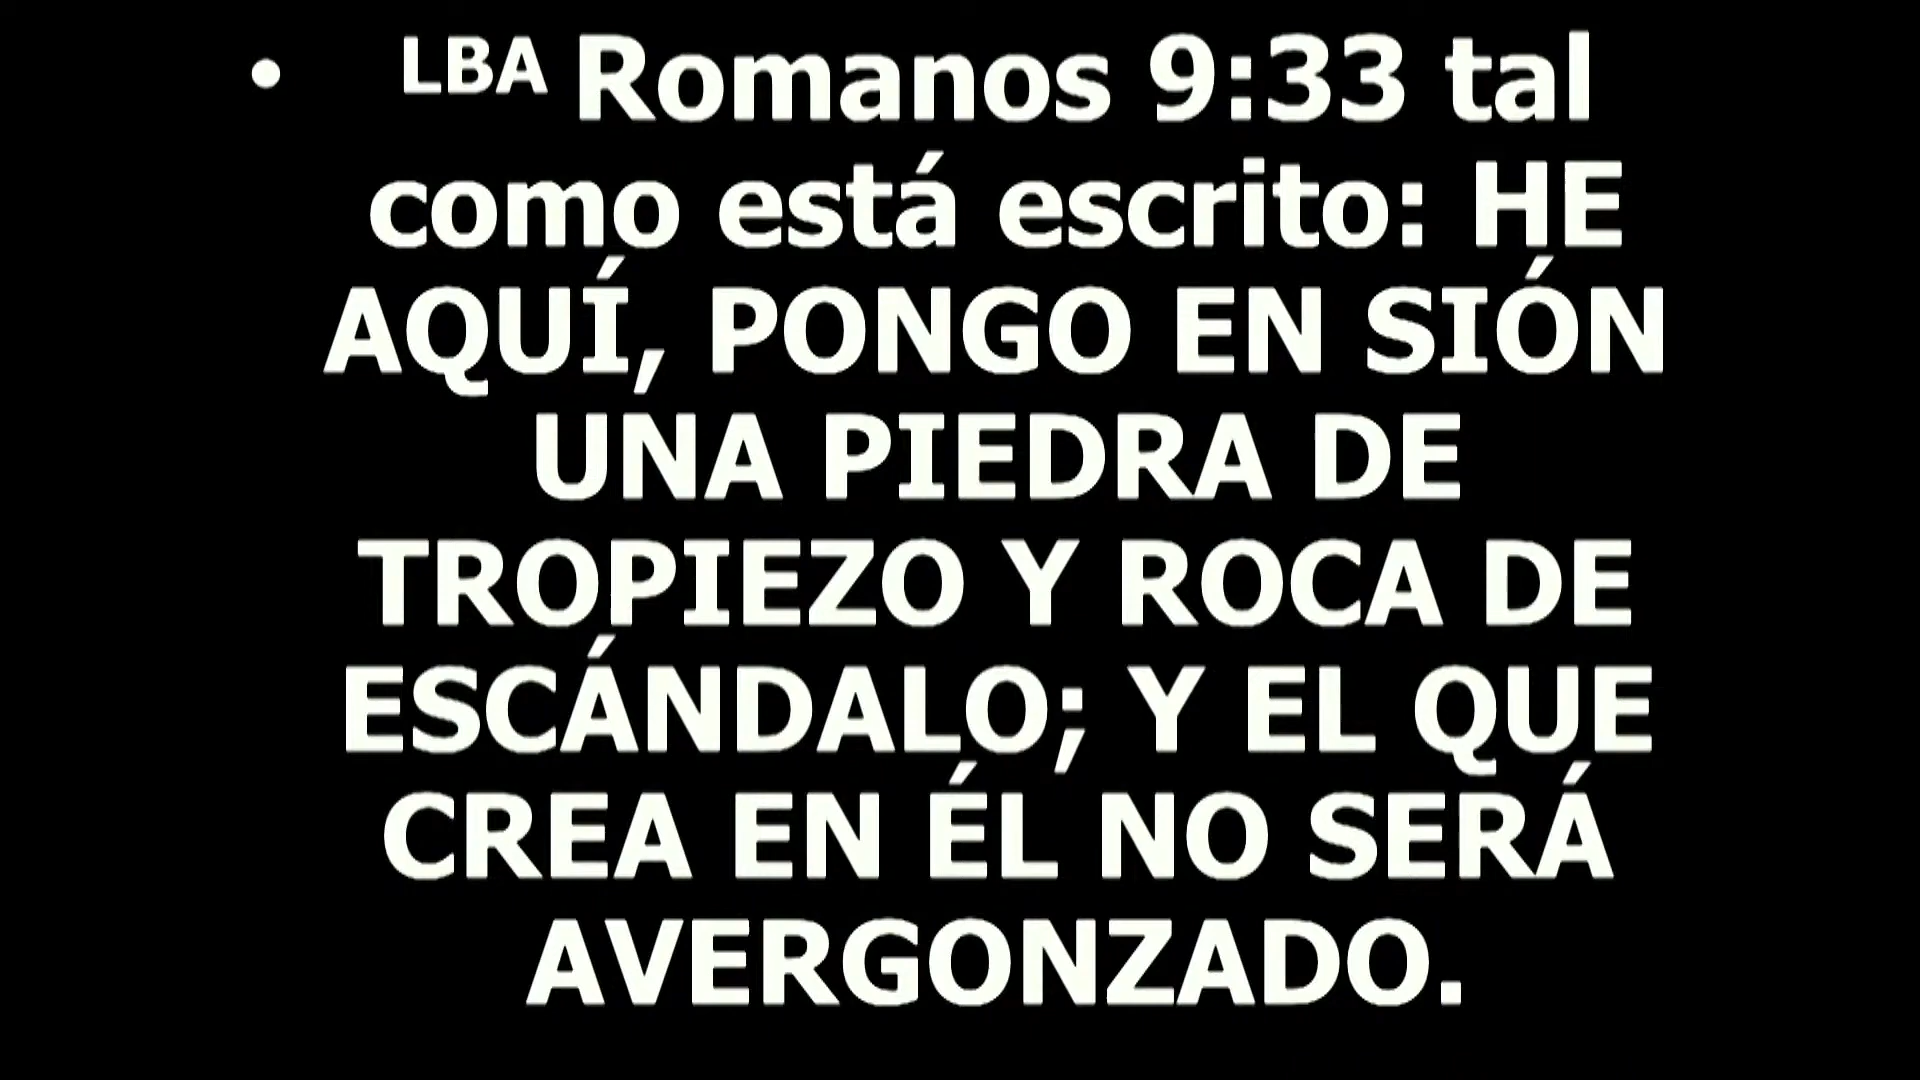 • LBA Romanos 9:33 tal
como está escrito: HE
AQUÍ, PONGO EN SIÓN
UNA PIEDRA DE
TROPIEZO Y ROCA DE
ESCÁNDALO; Y EL QUE
CREA EN ÉL NO SERÁ
AVERGONZADO.